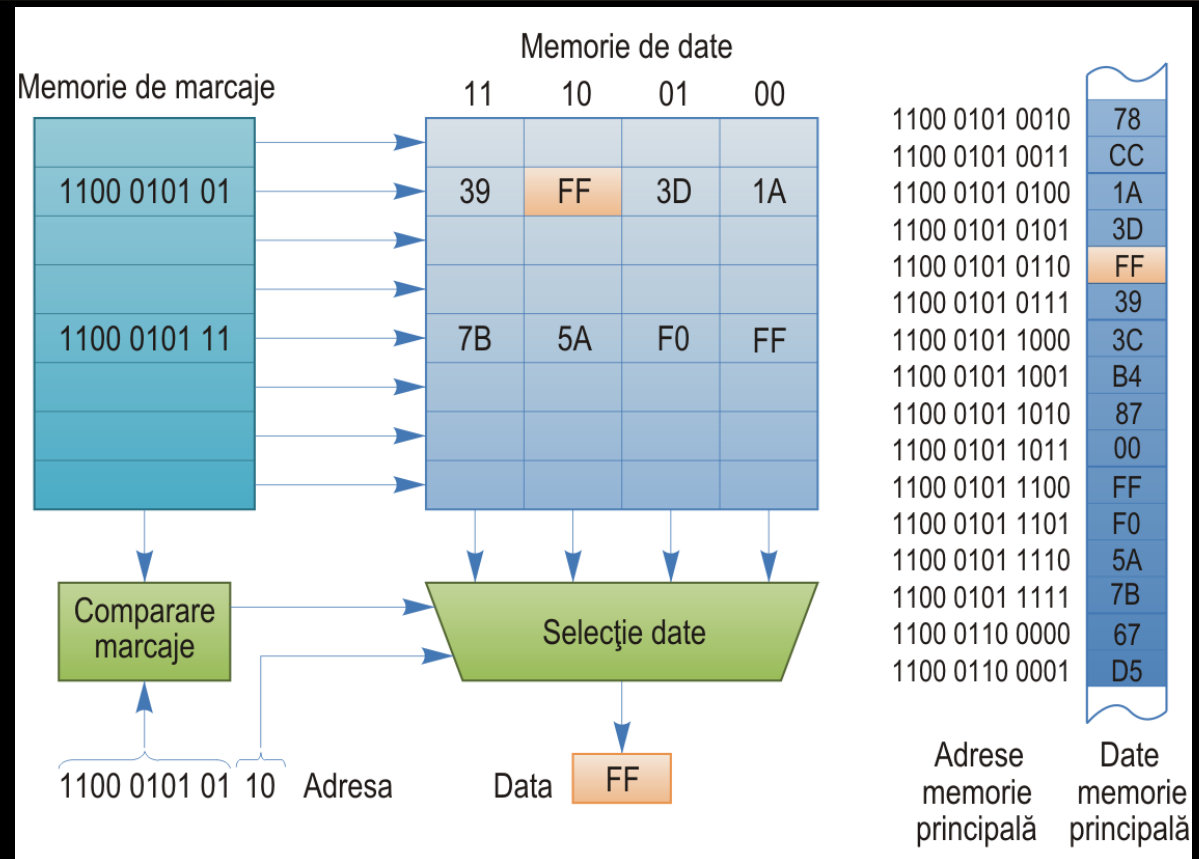 Memorie de date
Memorie de marcaje
11 10 01 00
1100 0101 01
39 FF 3D 1A
1100 0101 11
7B 5A F0 FF
Comparare
marcaje
Selecţie date
1100 0101 01 10 Adresa
Data FF
1100 0101 0010 78
1100 0101 0011 CC
1100 0101 0100 1A
1100 0101 0101 3D
1100 0101 0110 FF
1100 0101 0111 39
1100 0101 1000 3C
1100 0101 1001 B4
1100 0101 1010 87
1100 0101 1011 00
1100 0101 1100 FF
1100 0101 1101 F0
1100 0101 1110 5A
1100 0101 1111 7B
1100 0110 0000 67
1100 0110 0001 D5
Adrese
memorie
principală
Date
memorie
principală